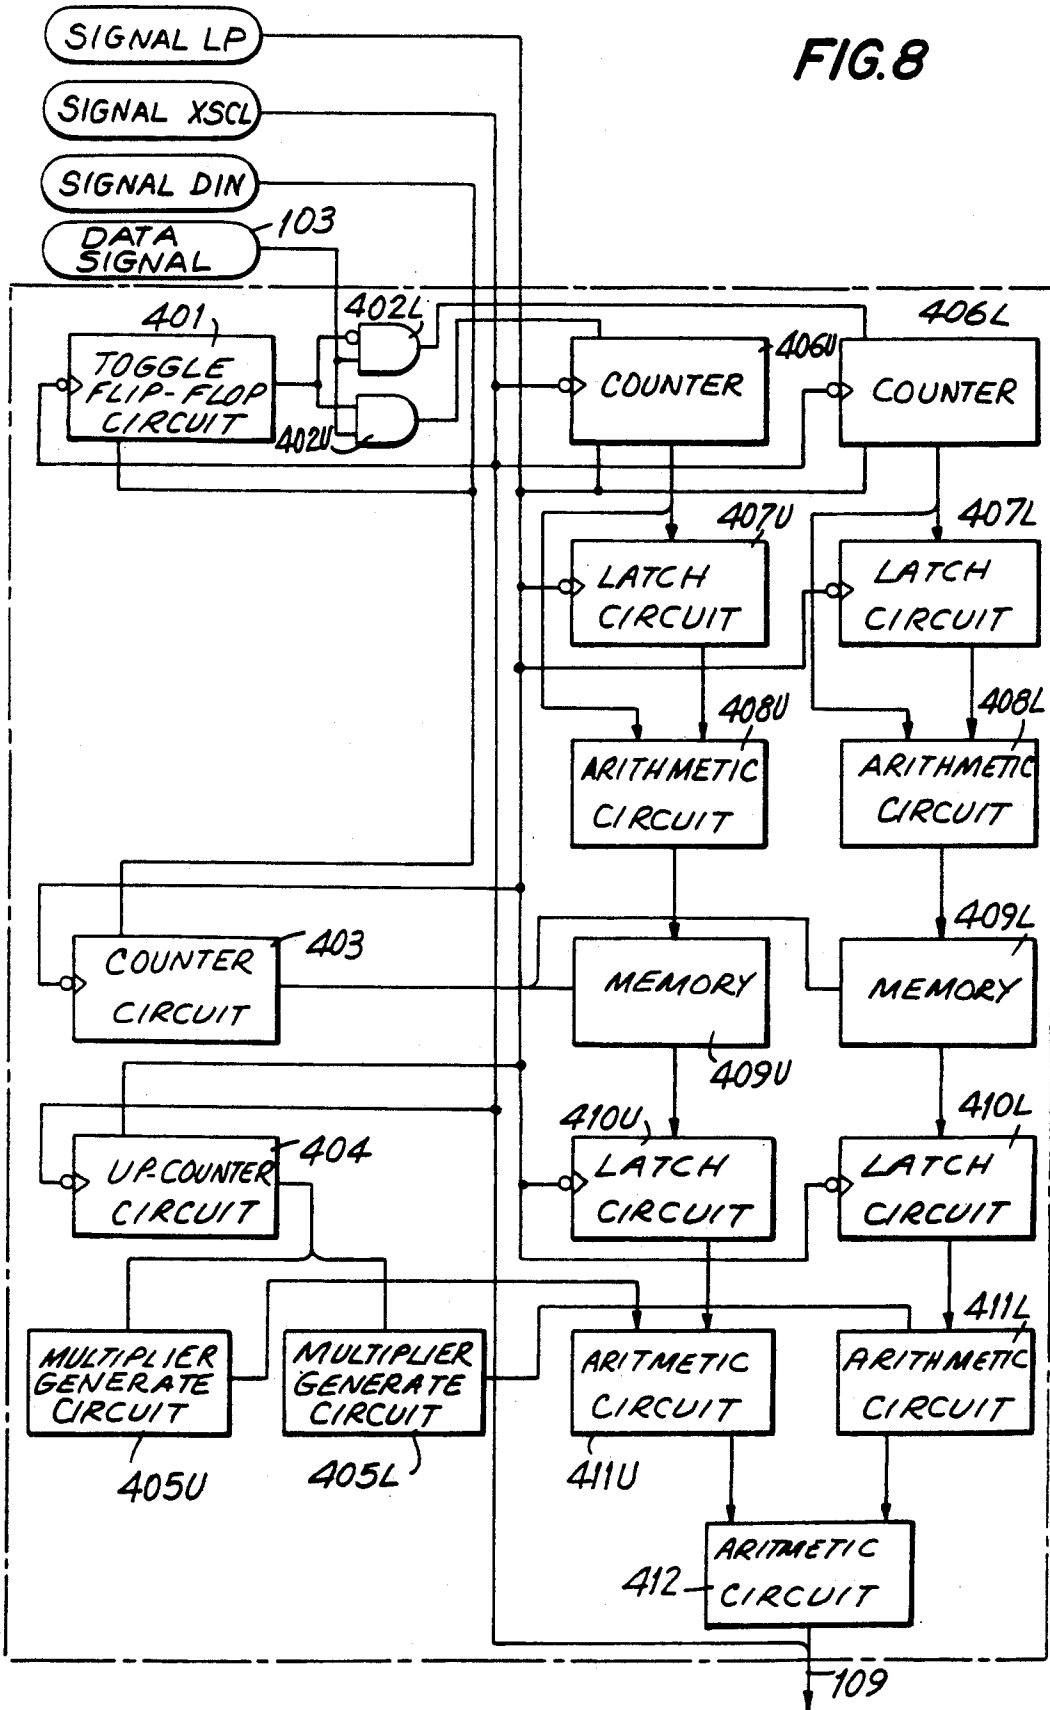 SIGNAL LP
FIG.8
SIGNAL XSCL
SIGNAL DIN
103
DATA
SIGNAL
401
402L
406L
406U
TOGGLE
FLIP-FLOP
CIRCUIT
402U
COUNTER
COUNTER
407U
407L
LATCH
CIRCUIT
LATCH
CIRCUIT
408U
408L
ARITHMETIC
CIRCUIT
ARITHMETIC
CIRCUIT
403
409L
COUNTER
CIRCUIT
MEMORY
MEMORY
409U
410U
410L
404
UP-COUNTER
CIRCUIT
LATCH
CIRCUIT
LATCH
CIRCUIT
411L
MULTIPLIER
GENERATE
CIRCUIT
MULTIPLIER
GENERATE
CIRCUIT
ARITMETIC
CIRCUIT
ARITHMETIC
CIRCUIT
405U
405L
411U
ARITMETIC
CIRCUIT
412
109